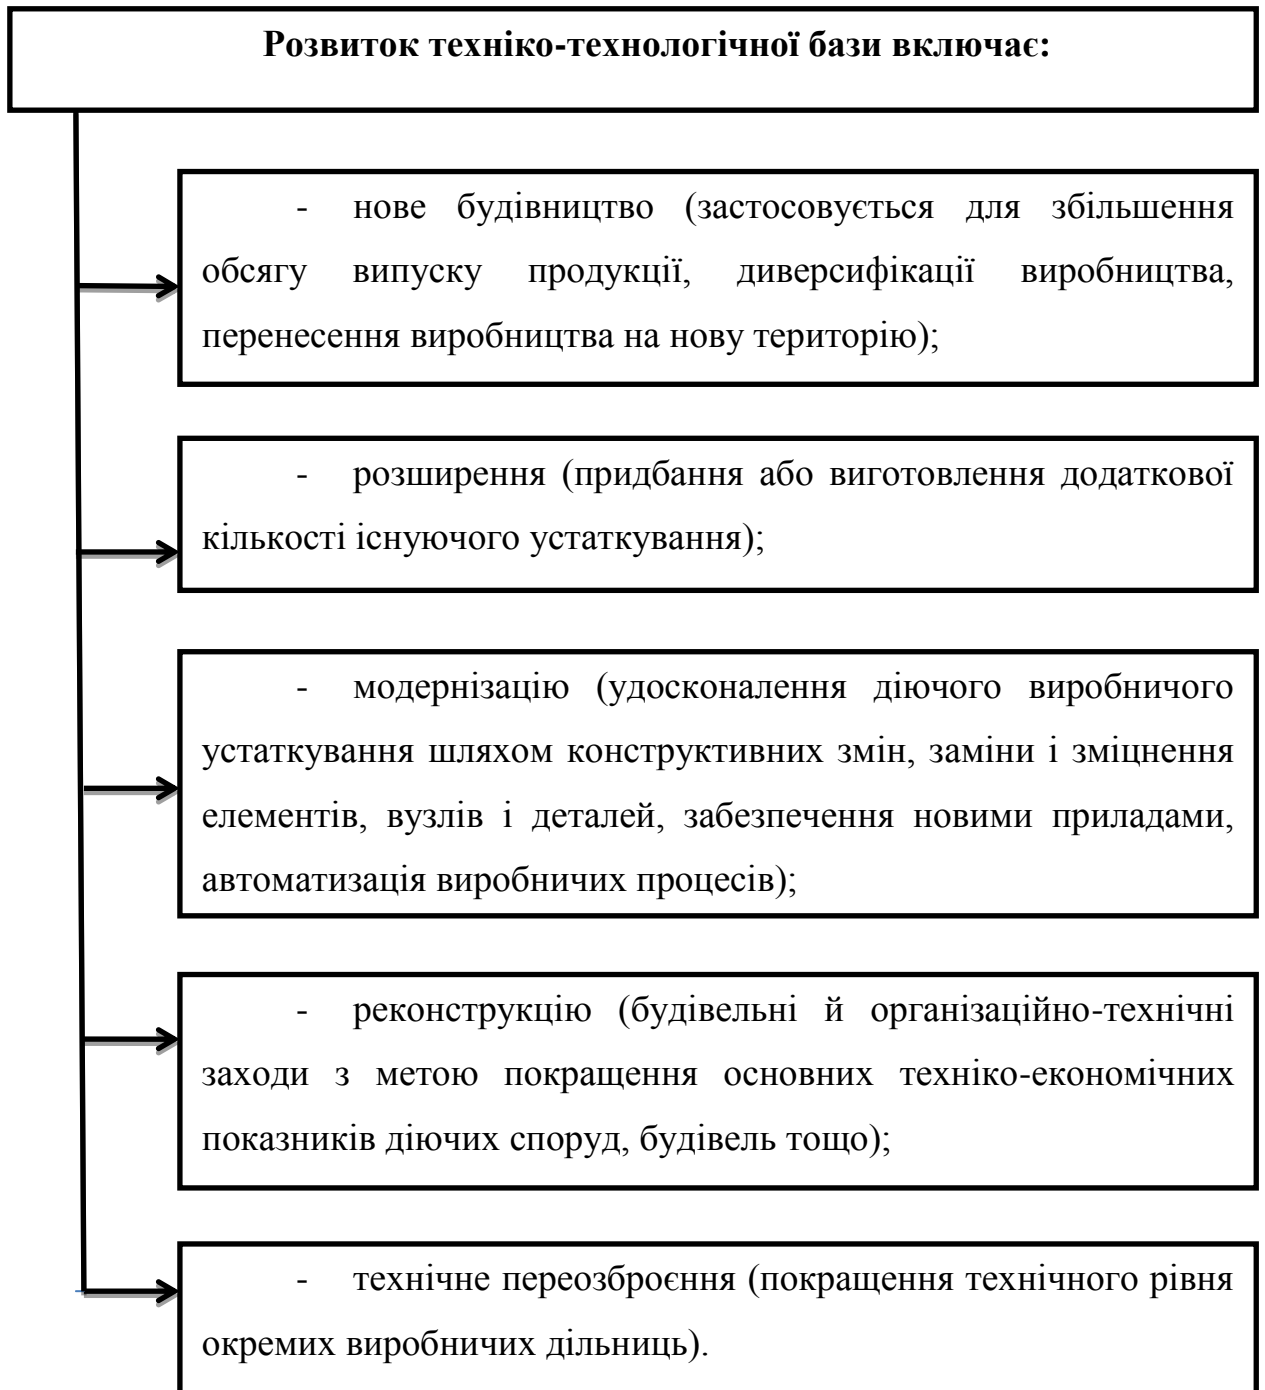 Розвиток техніко-технологічної бази включає:
- нове будівництво (застосовується для збільшення
обсягу випуску продукції, диверсифікації виробництва,
перенесення виробництва на нову територію);
- розширення (придбання або виготовлення додаткової
кількості існуючого устаткування);
- модернізацію (удосконалення діючого виробничого
устаткування шляхом конструктивних змін, заміни і зміцнення
елементів, вузлів і деталей, забезпечення новими приладами,
автоматизація виробничих процесів);
- реконструкцію (будівельні й організаційно-технічні
заходи з метою покращення основних техніко-економічних
показників діючих споруд, будівель тощо);
- технічне переозброєння (покращення технічного рівня
окремих виробничих дільниць).